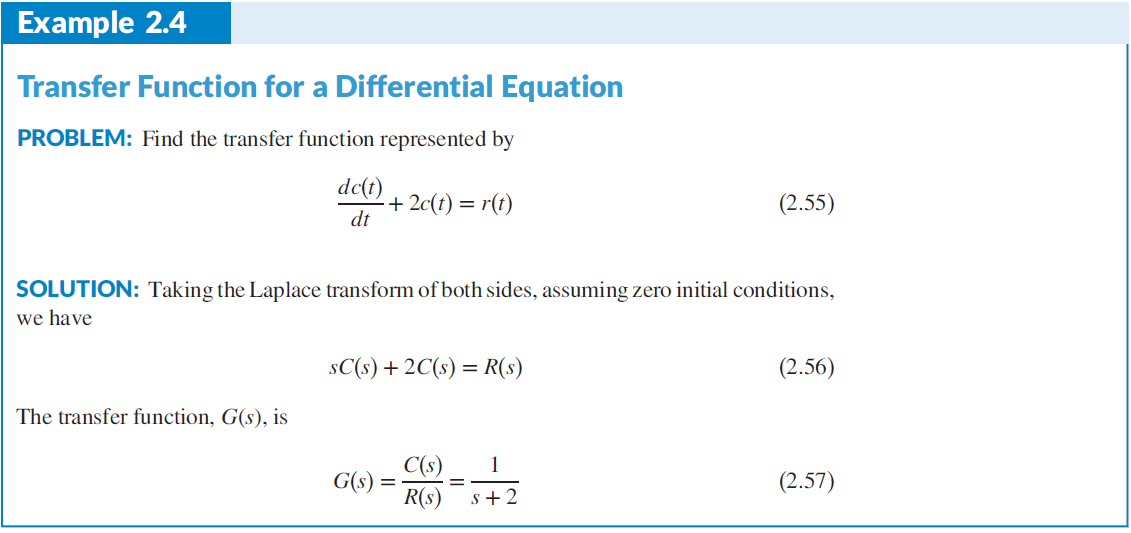 Example 2.4
Transfer Function for a Differential Equation
PROBLEM: Find the transfer function represented by
dc(t)/dt + 2c(t) = r(t) (2.55)
SOLUTION: Taking the Laplace transform of both sides, assuming zero initial conditions,
we have
sC(s) + 2C(s) = R(s) (2.56)
The transfer function, G(s), is
G(s) = C(s)/R(s) = 1/(s + 2) (2.57)